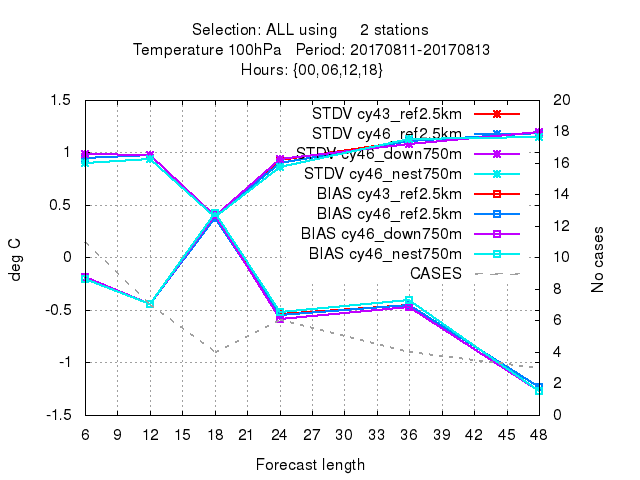 Selection: ALL using 2 stations
Temperature 100hPa Period: 20170811-20170813
Hours: {00,06,12,18}
STDV cy43_ref2.5km
STDV cy46_ref2.5km
STDV cy46_down750m
STDV cy46_nest750m
BIAS cy43_ref2.5km
BIAS cy46_ref2.5km
BIAS cy46_down750m
BIAS cy46_nest750m
CASES
deg C
1.5
1
0.5
0
-0.5
-1
-1.5
No cases
20
18
16
14
12
10
8
6
4
2
0
6 9 12 15 18 21 24 27 30 33 36 39 42 45 48
Forecast length